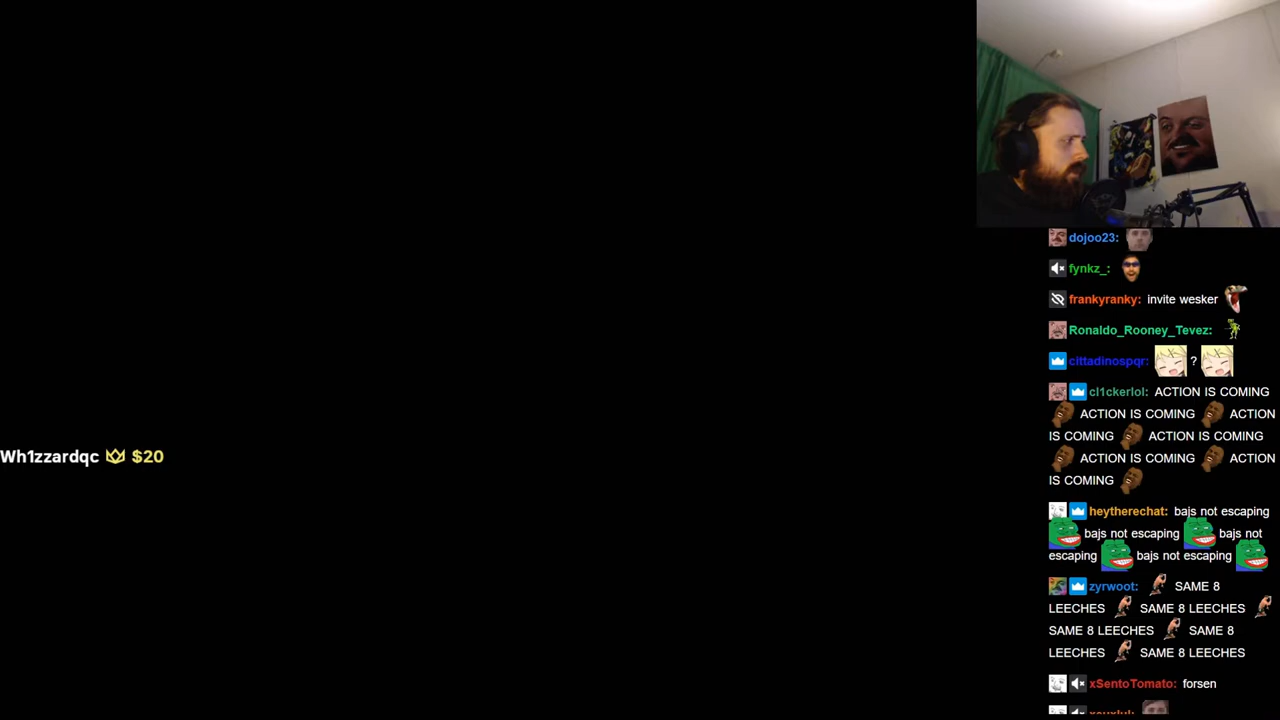 dojoo23:
fynkz_:
frankyranky: invite wesker
Ronaldo_Rooney_Tevez:
cittadinospqr: ?
cl1ckerlol: ACTION IS COMING
ACTION IS COMING ACTION
IS COMING ACTION IS COMING
ACTION IS COMING ACTION
IS COMING
Wh1zzardqc $20
heytherechat: bajs not escaping
bajs not escaping bajs not
escaping bajs not escaping
zyrwoot: SAME 8
LEECHES SAME 8 LEECHES
SAME 8 LEECHES SAME 8
LEECHES SAME 8 LEECHES
xSentoTomato: forsen